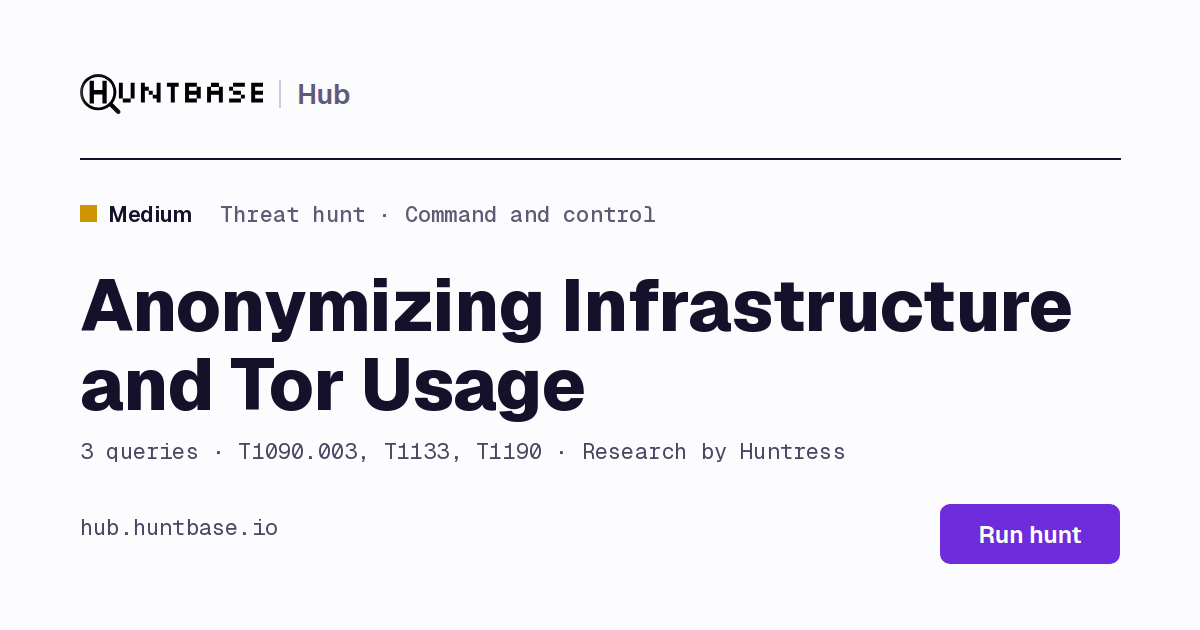 HUNTBASE Hub
Medium Threat hunt · Command and control
Anonymizing Infrastructure
and Tor Usage
3 queries · T1090.003, T1133, T1190 · Research by Huntress
hub.huntbase.io
Run hunt